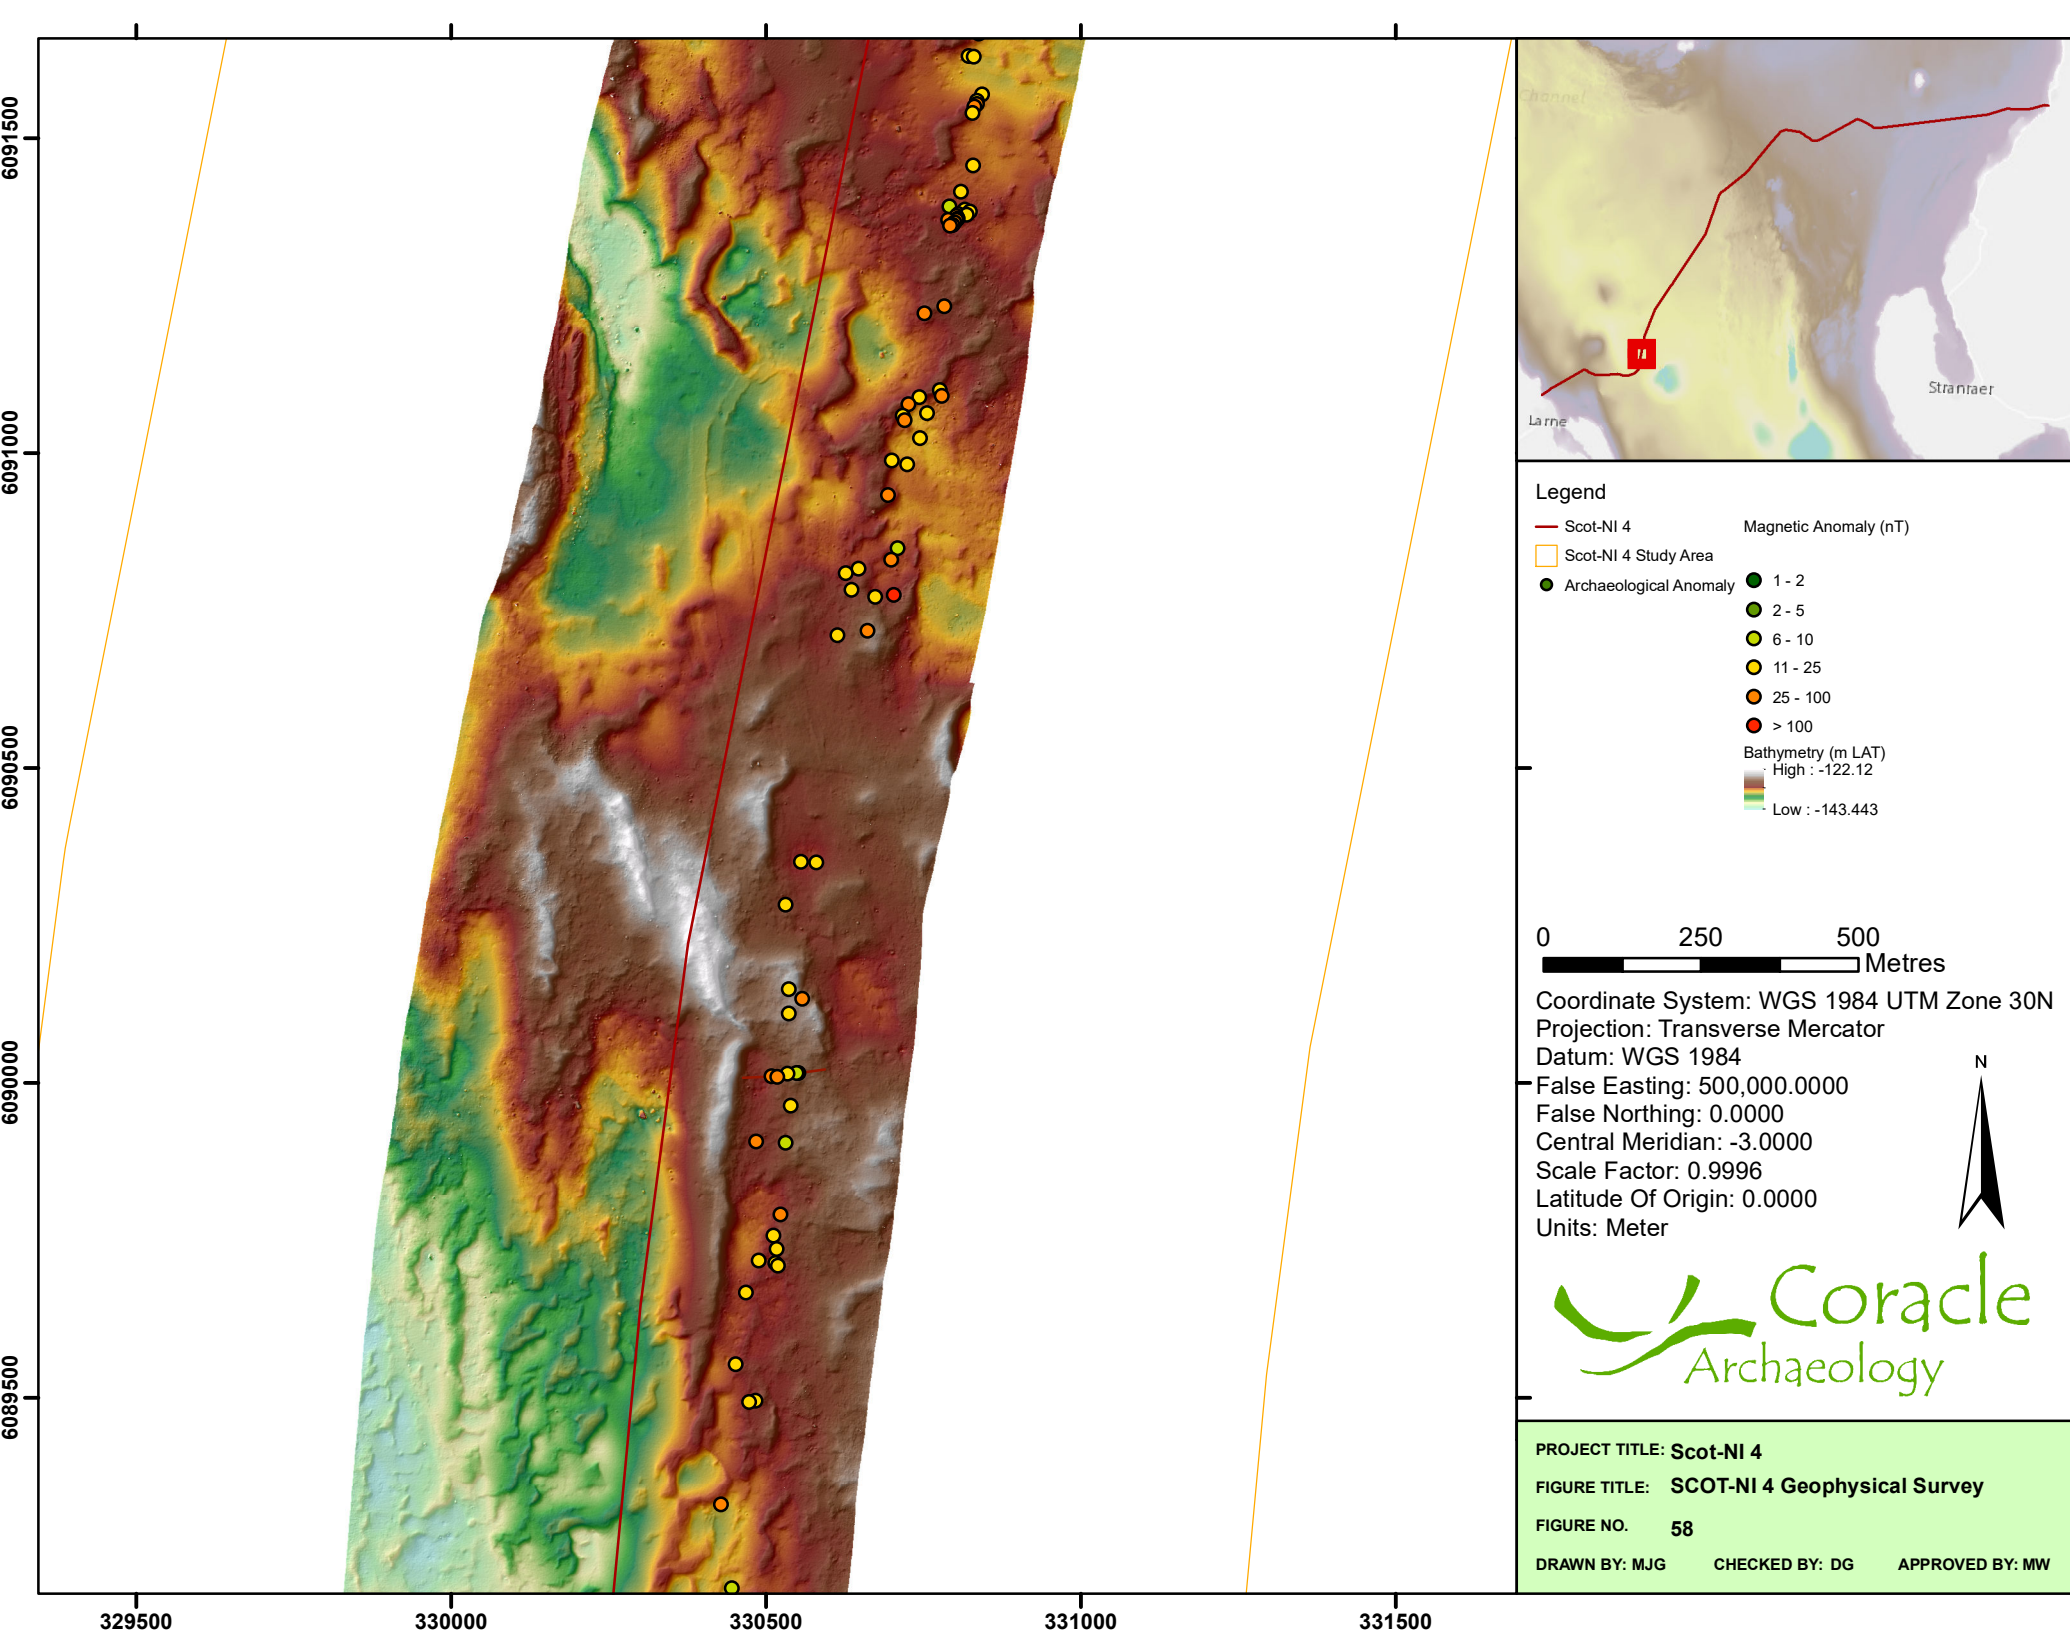 6091500
6091000
6090500
6090000
6089500
329500
330000
330500
331000
331500
Channel
Stranraer
Larne
Legend
Scot-NI 4
Scot-NI 4 Study Area
Archaeological Anomaly
Magnetic Anomaly (nT)
1 - 2
2 - 5
6 - 10
11 - 25
25 - 100
> 100
Bathymetry (m LAT)
High : -122.12
Low : -143.443
0 250 500
Metres
Coordinate System: WGS 1984 UTM Zone 30N
Projection: Transverse Mercator
Datum: WGS 1984
False Easting: 500,000.0000
False Northing: 0.0000
Central Meridian: -3.0000
Scale Factor: 0.9996
Latitude Of Origin: 0.0000
Units: Meter
N
Coracle
Archaeology
PROJECT TITLE: Scot-NI 4
FIGURE TITLE: SCOT-NI 4 Geophysical Survey
FIGURE NO. 58
DRAWN BY: MJG CHECKED BY: DG APPROVED BY: MW